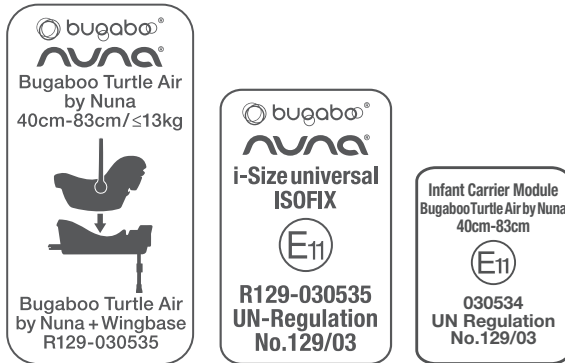 bugaboo®
nuna®
Bugaboo Turtle Air
by Nuna
40cm-83cm/≤13kg
Bugaboo Turtle Air
by Nuna + Wingbase
R129-030535
bugaboo®
nuna®
i-Size universal
ISOFIX
E11
R129-030535
UN-Regulation
No.129/03
Infant Carrier Module
Bugaboo Turtle Air by Nuna
40cm-83cm
E11
030534
UN Regulation
No.129/03